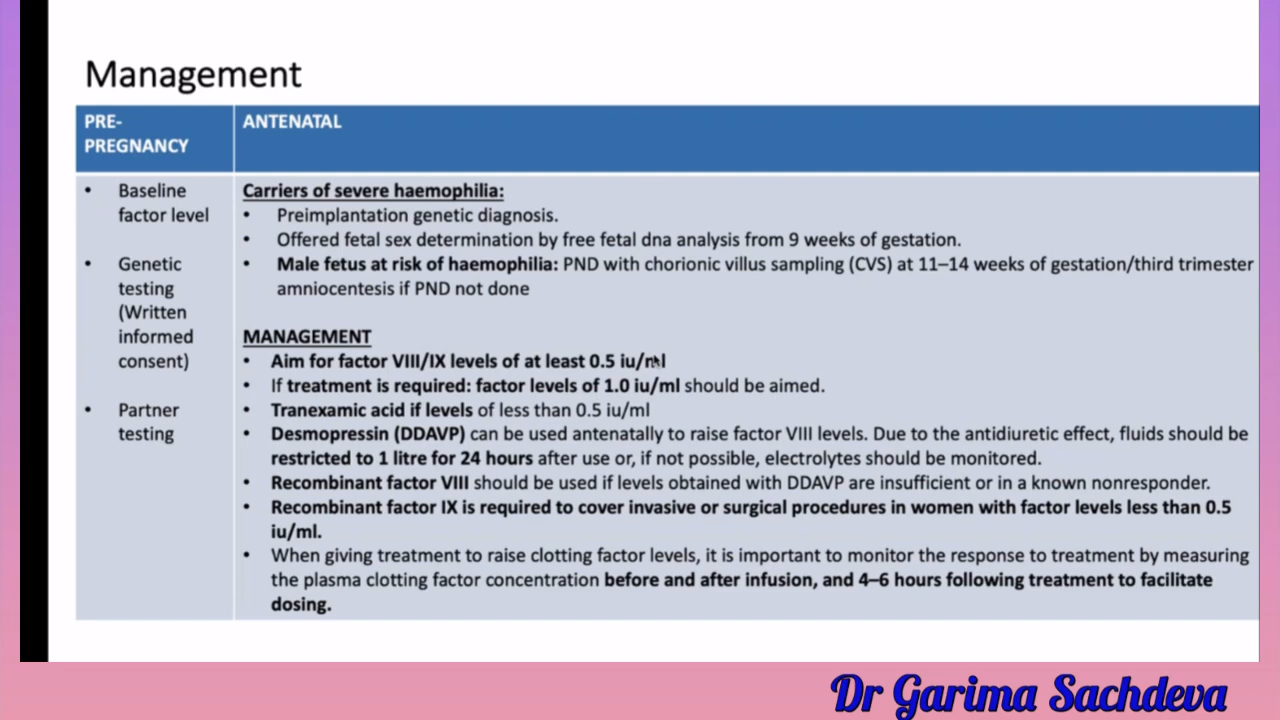 Management
PRE-
PREGNANCY
ANTENATAL
• Baseline
factor level
• Genetic
testing
(Written
informed
consent)
• Partner
testing
Carriers of severe haemophilia:
• Preimplantation genetic diagnosis.
• Offered fetal sex determination by free fetal dna analysis from 9 weeks of gestation.
• Male fetus at risk of haemophilia: PND with chorionic villus sampling (CVS) at 11–14 weeks of gestation/third trimester
amniocentesis if PND not done
MANAGEMENT
• Aim for factor VIII/IX levels of at least 0.5 iu/ml
• If treatment is required: factor levels of 1.0 iu/ml should be aimed.
• Tranexamic acid if levels of less than 0.5 iu/ml
• Desmopressin (DDAVP) can be used antenatally to raise factor VIII levels. Due to the antidiuretic effect, fluids should be
restricted to 1 litre for 24 hours after use or, if not possible, electrolytes should be monitored.
• Recombinant factor VIII should be used if levels obtained with DDAVP are insufficient or in a known nonresponder.
• Recombinant factor IX is required to cover invasive or surgical procedures in women with factor levels less than 0.5
iu/ml.
• When giving treatment to raise clotting factor levels, it is important to monitor the response to treatment by measuring
the plasma clotting factor concentration before and after infusion, and 4–6 hours following treatment to facilitate
dosing.
Dr Garima Sachdeva